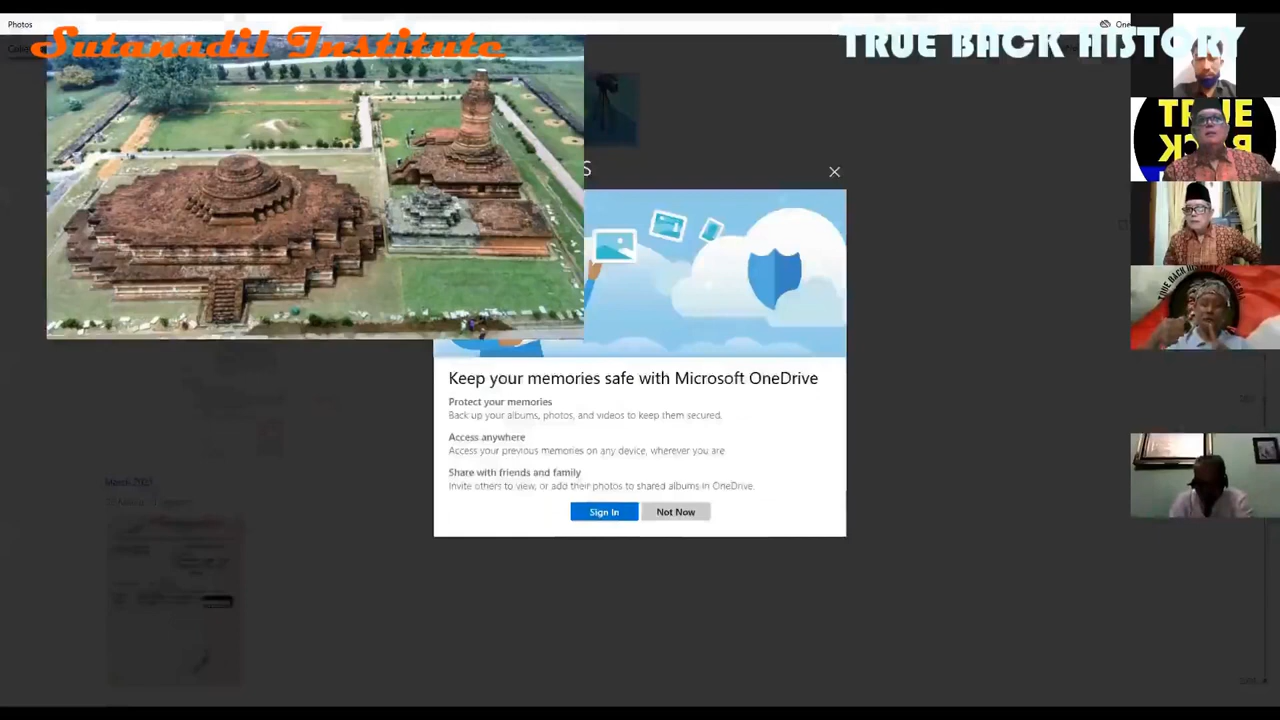 Photos
Sutanadil Institute
TRUE BACK HISTORY
TRUE
BACK
Keep your memories safe with Microsoft OneDrive
Protect your memories
Back up your albums, photos, and videos to keep them secured.
Access anywhere
Access your previous memories on any device, wherever you are
Share with friends and family
Invite others to view, or add their photos to shared albums in OneDrive.
Sign In
Not Now